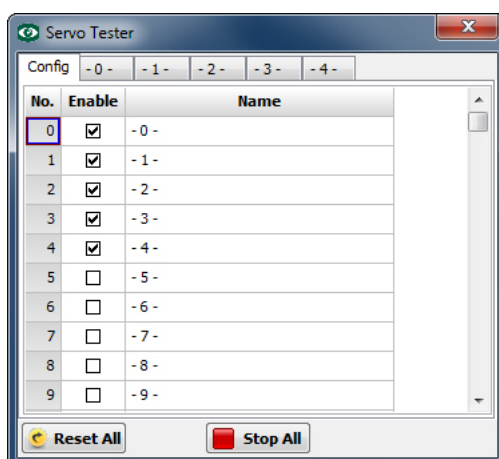 Servo Tester
Config - 0 - - 1 - - 2 - - 3 - - 4 -
No. Enable Name
0 - 0 -
1 - 1 -
2 - 2 -
3 - 3 -
4 - 4 -
5 - 5 -
6 - 6 -
7 - 7 -
8 - 8 -
9 - 9 -
Reset All Stop All